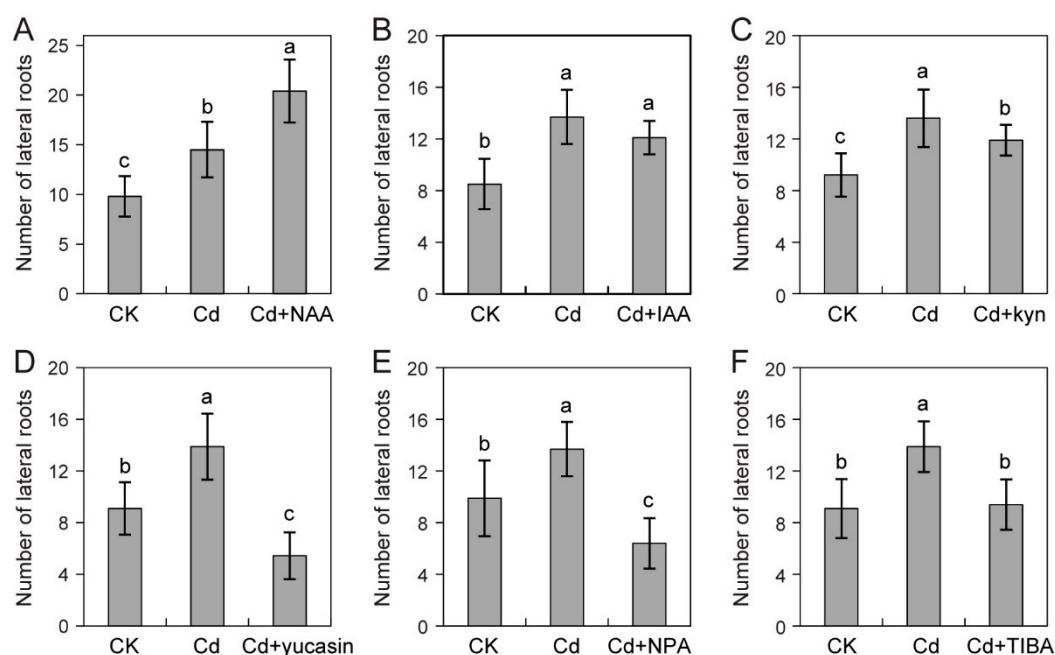 A
Number of lateral roots
25
20
15
10
5
0
c
b
a
CK
Cd
Cd+NAA
B
Number of lateral roots
20
16
12
8
4
0
b
a
a
CK
Cd
Cd+IAA
C
Number of lateral roots
20
16
12
8
4
0
c
a
b
CK
Cd
Cd+kyn
D
Number of lateral roots
20
16
12
8
4
0
b
a
c
CK
Cd
Cd+yucasin
E
Number of lateral roots
20
16
12
8
4
0
b
a
c
CK
Cd
Cd+NPA
F
Number of lateral roots
20
16
12
8
4
0
b
a
b
CK
Cd
Cd+TIBA